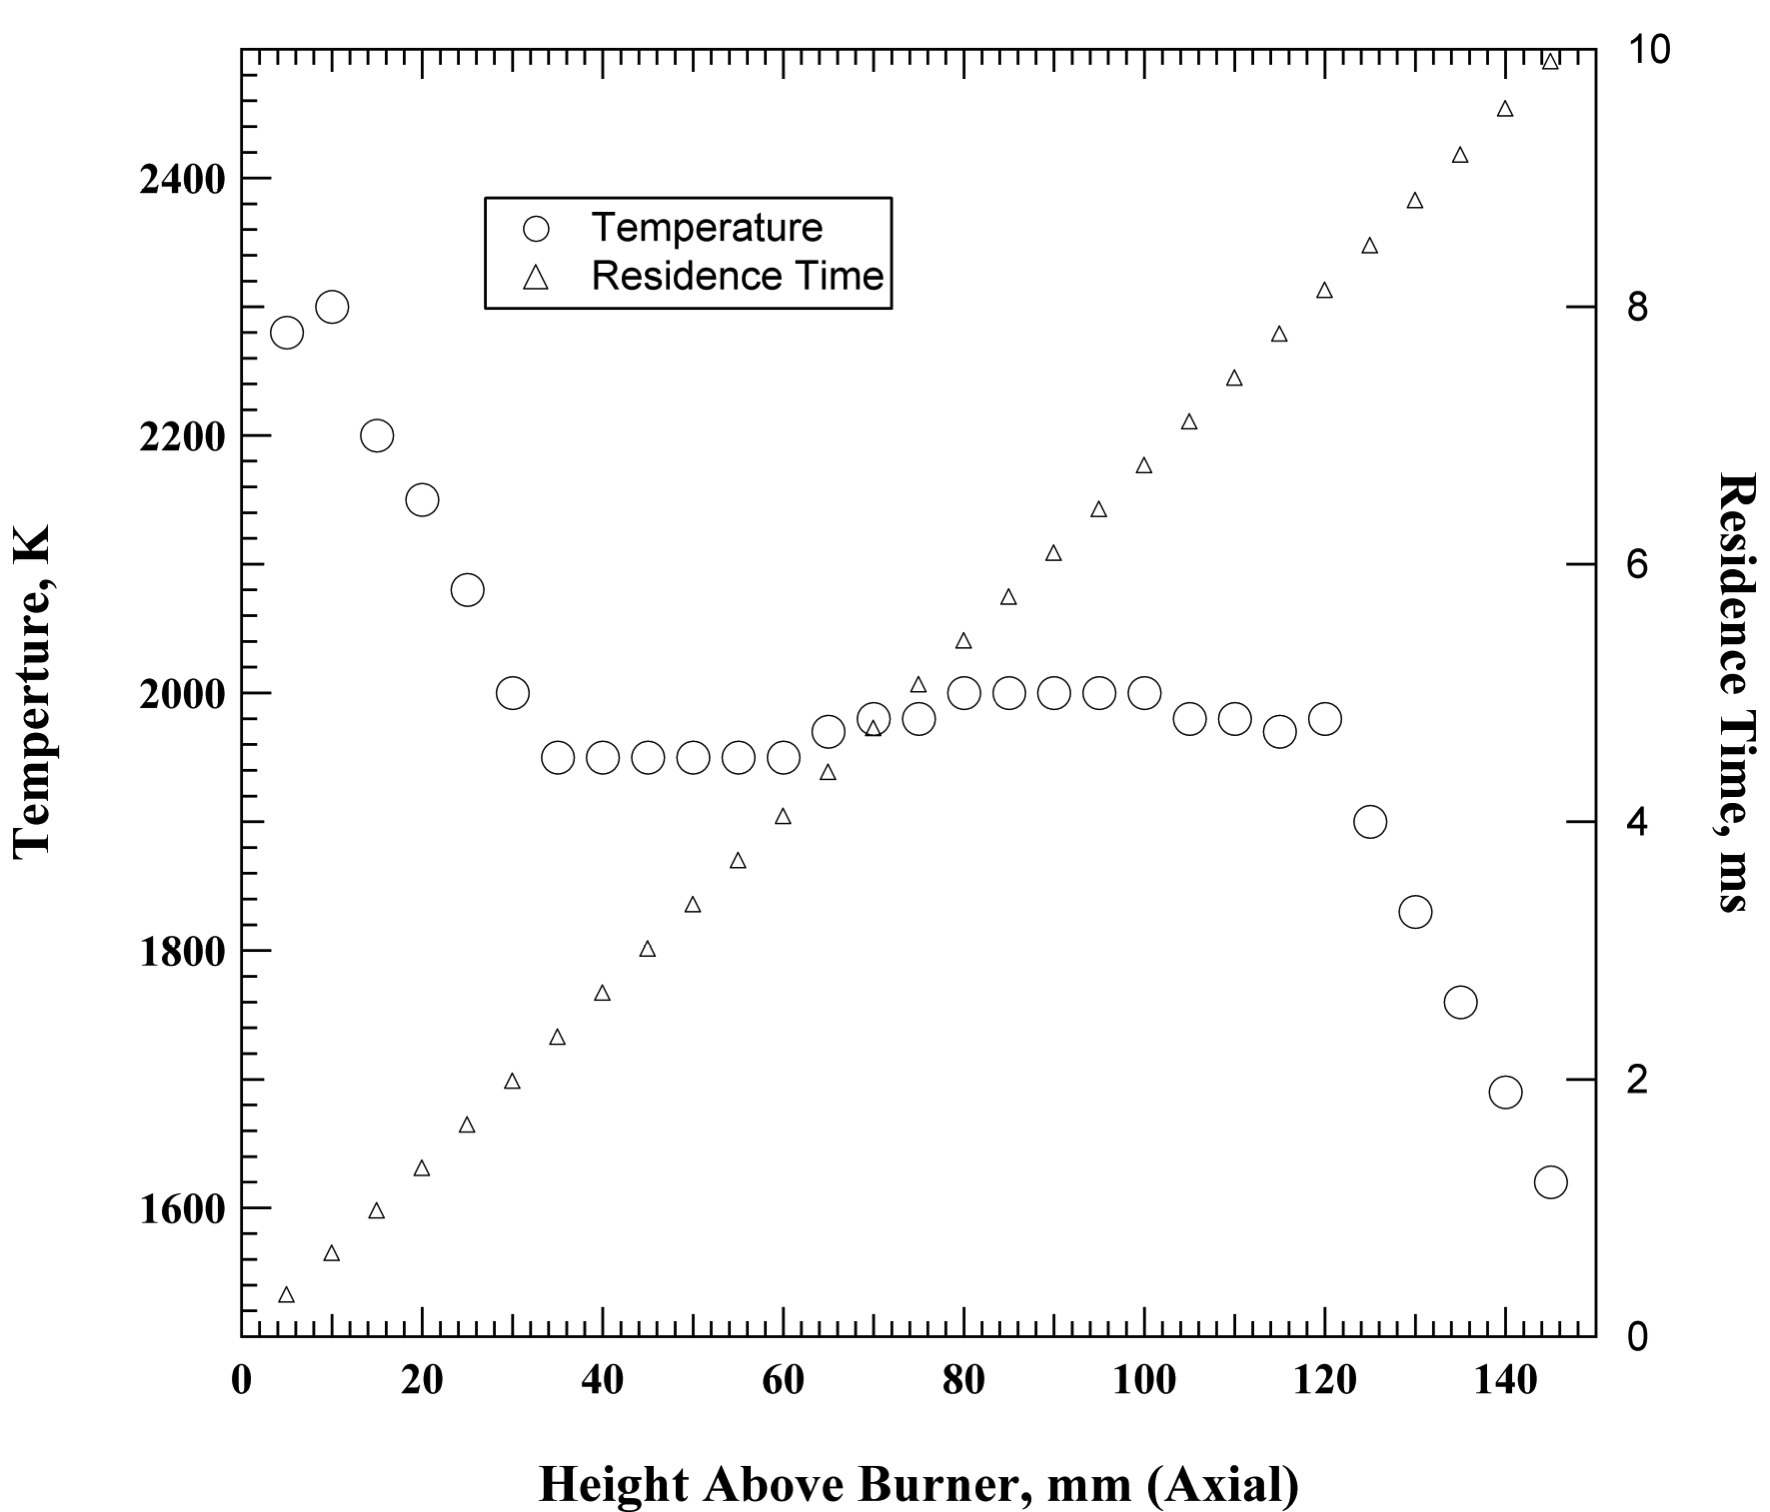 10
2400
Temperature
Residence Time
8
2200
6
2000
4
1800
2
1600
0
0 20 40 60 80 100 120 140
Temperture, K
Residence Time, ms
Height Above Burner, mm (Axial)